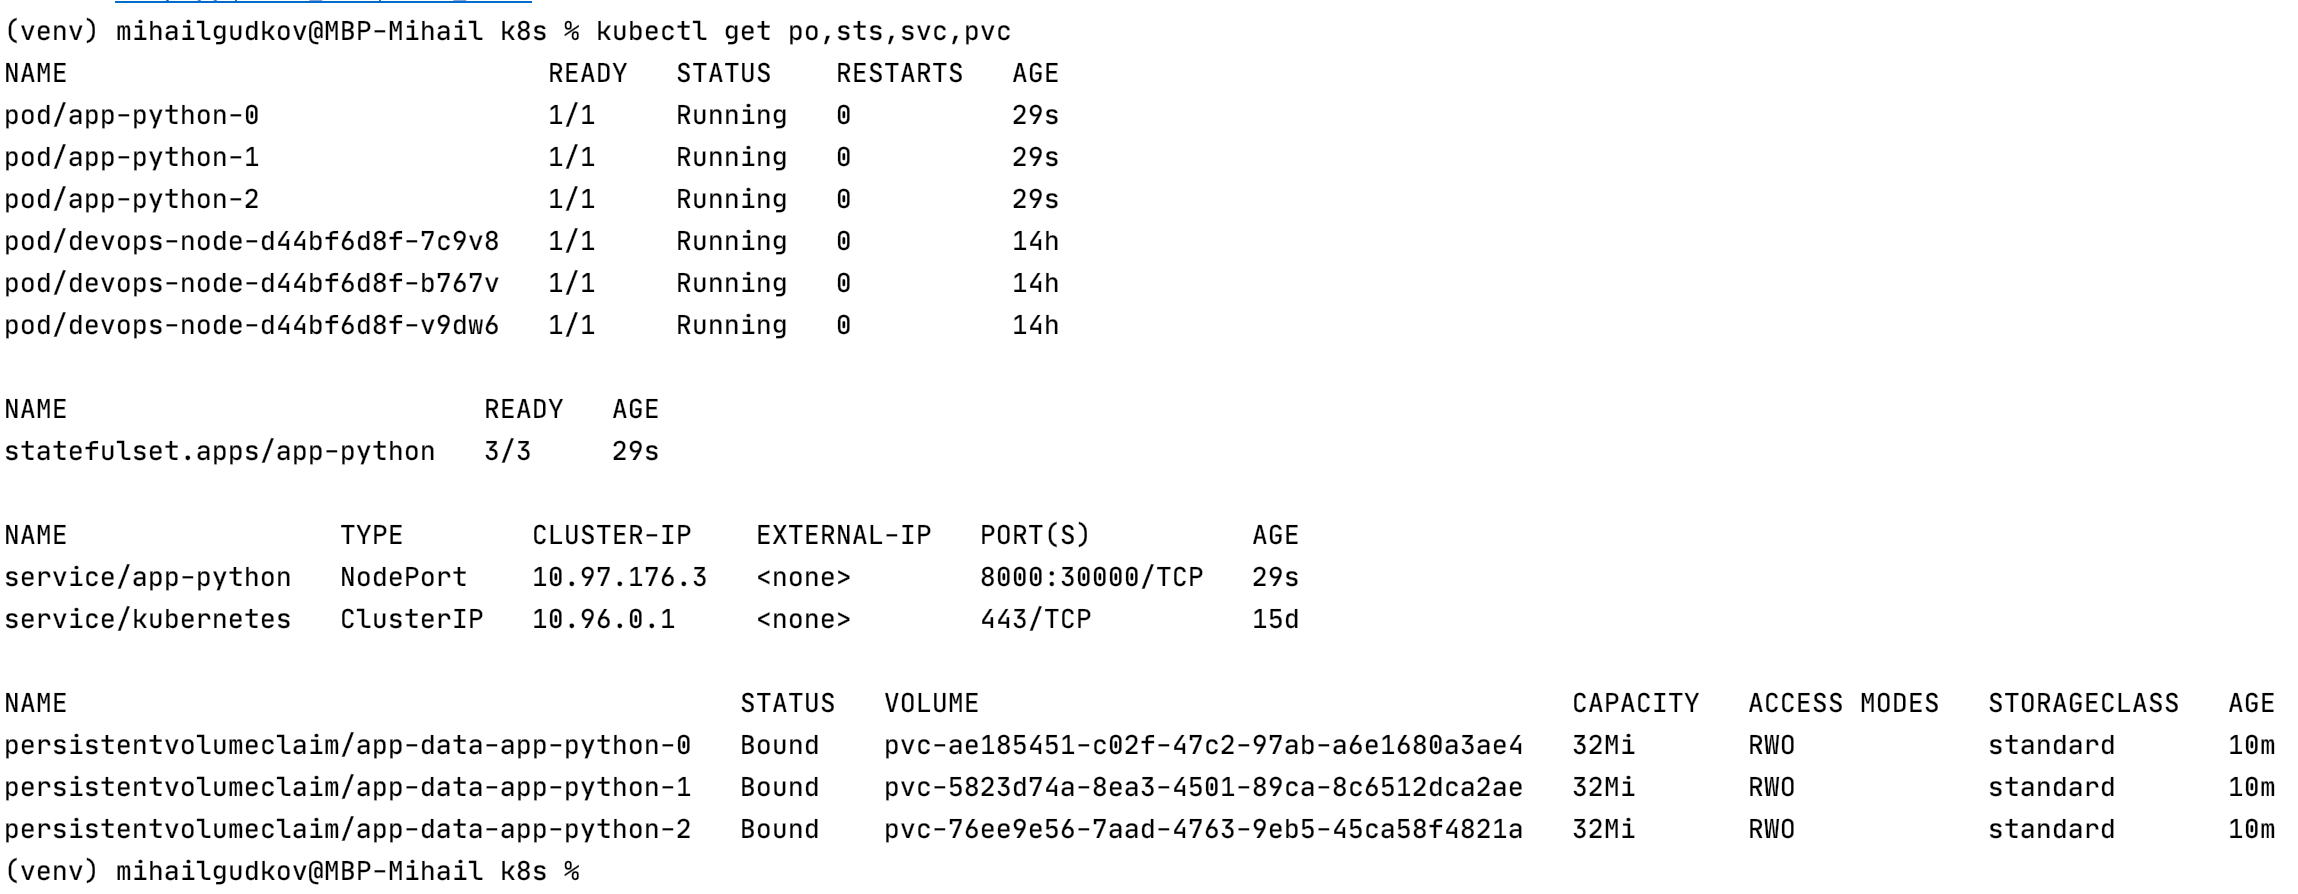 (venv) mihailgudkov@MBP-Mihail k8s % kubectl get po,sts,svc,pvc
NAME                              READY   STATUS    RESTARTS   AGE
pod/app-python-0                  1/1     Running   0          29s
pod/app-python-1                  1/1     Running   0          29s
pod/app-python-2                  1/1     Running   0          29s
pod/devops-node-d44bf6d8f-7c9v8   1/1     Running   0          14h
pod/devops-node-d44bf6d8f-b767v   1/1     Running   0          14h
pod/devops-node-d44bf6d8f-v9dw6   1/1     Running   0          14h

NAME                          READY   AGE
statefulset.apps/app-python   3/3     29s

NAME                 TYPE        CLUSTER-IP    EXTERNAL-IP   PORT(S)          AGE
service/app-python   NodePort    10.97.176.3   <none>        8000:30000/TCP   29s
service/kubernetes   ClusterIP   10.96.0.1     <none>        443/TCP          15d

NAME                                          STATUS   VOLUME                                     CAPACITY   ACCESS MODES   STORAGECLASS   AGE
persistentvolumeclaim/app-data-app-python-0   Bound    pvc-ae185451-c02f-47c2-97ab-a6e1680a3ae4   32Mi       RWO            standard       10m
persistentvolumeclaim/app-data-app-python-1   Bound    pvc-5823d74a-8ea3-4501-89ca-8c6512dca2ae   32Mi       RWO            standard       10m
persistentvolumeclaim/app-data-app-python-2   Bound    pvc-76ee9e56-7aad-4763-9eb5-45ca58f4821a   32Mi       RWO            standard       10m
(venv) mihailgudkov@MBP-Mihail k8s %